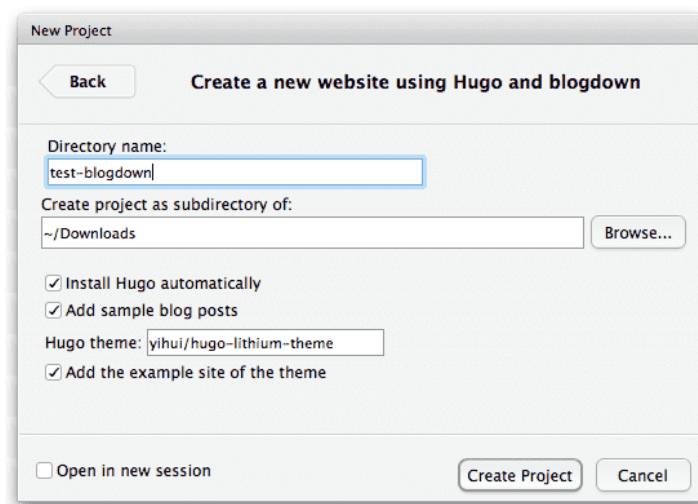 New Project
Back
Create a new website using Hugo and blogdown
Directory name:
test-blogdown
Create project as subdirectory of:
~/Downloads
Browse...
Install Hugo automatically
Add sample blog posts
Hugo theme: yihui/hugo-lithium-theme
Add the example site of the theme
Open in new session
Create Project
Cancel